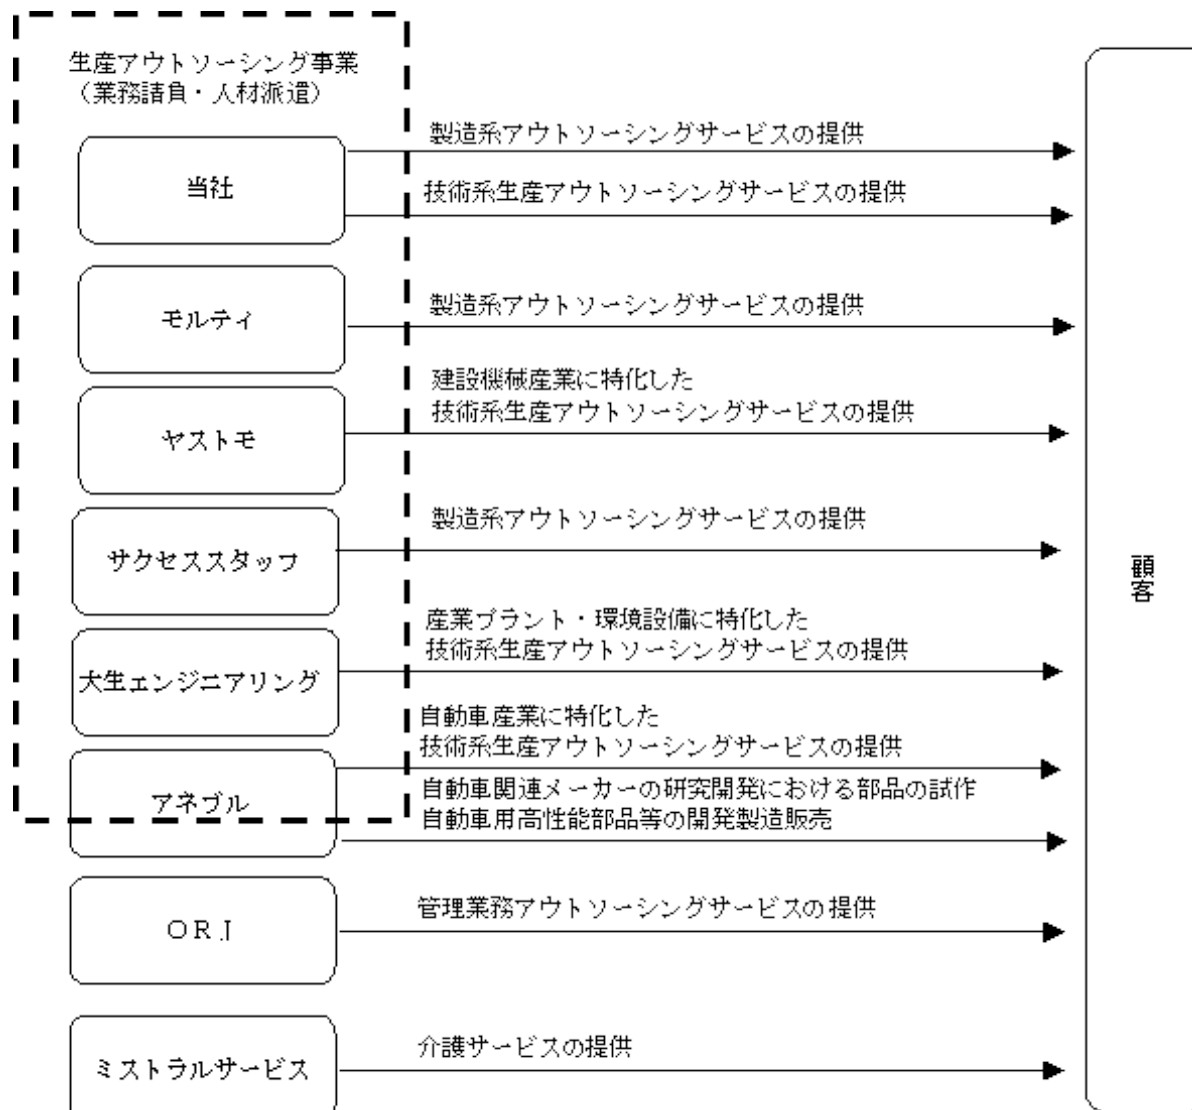 生産アウトソーシング事業
（業務請負・人材派遣）
製造系アウトソーシングサービスの提供
当社
技術系生産アウトソーシングサービスの提供
製造系アウトソーシングサービスの提供
モルティ
建設機械産業に特化した
技術系生産アウトソーシングサービスの提供
ヤストモ
製造系アウトソーシングサービスの提供
サクセススタッフ
顧客
産業プラント・環境設備に特化した
技術系生産アウトソーシングサービスの提供
大生エンジニアリング
自動車産業に特化した
技術系生産アウトソーシングサービスの提供
アネブル
自動車関連メーカーの研究開発における部品の試作
自動車用高性能部品等の開発製造販売
管理業務アウトソーシングサービスの提供
ＯＲＪ
介護サービスの提供
ミストラルサービス